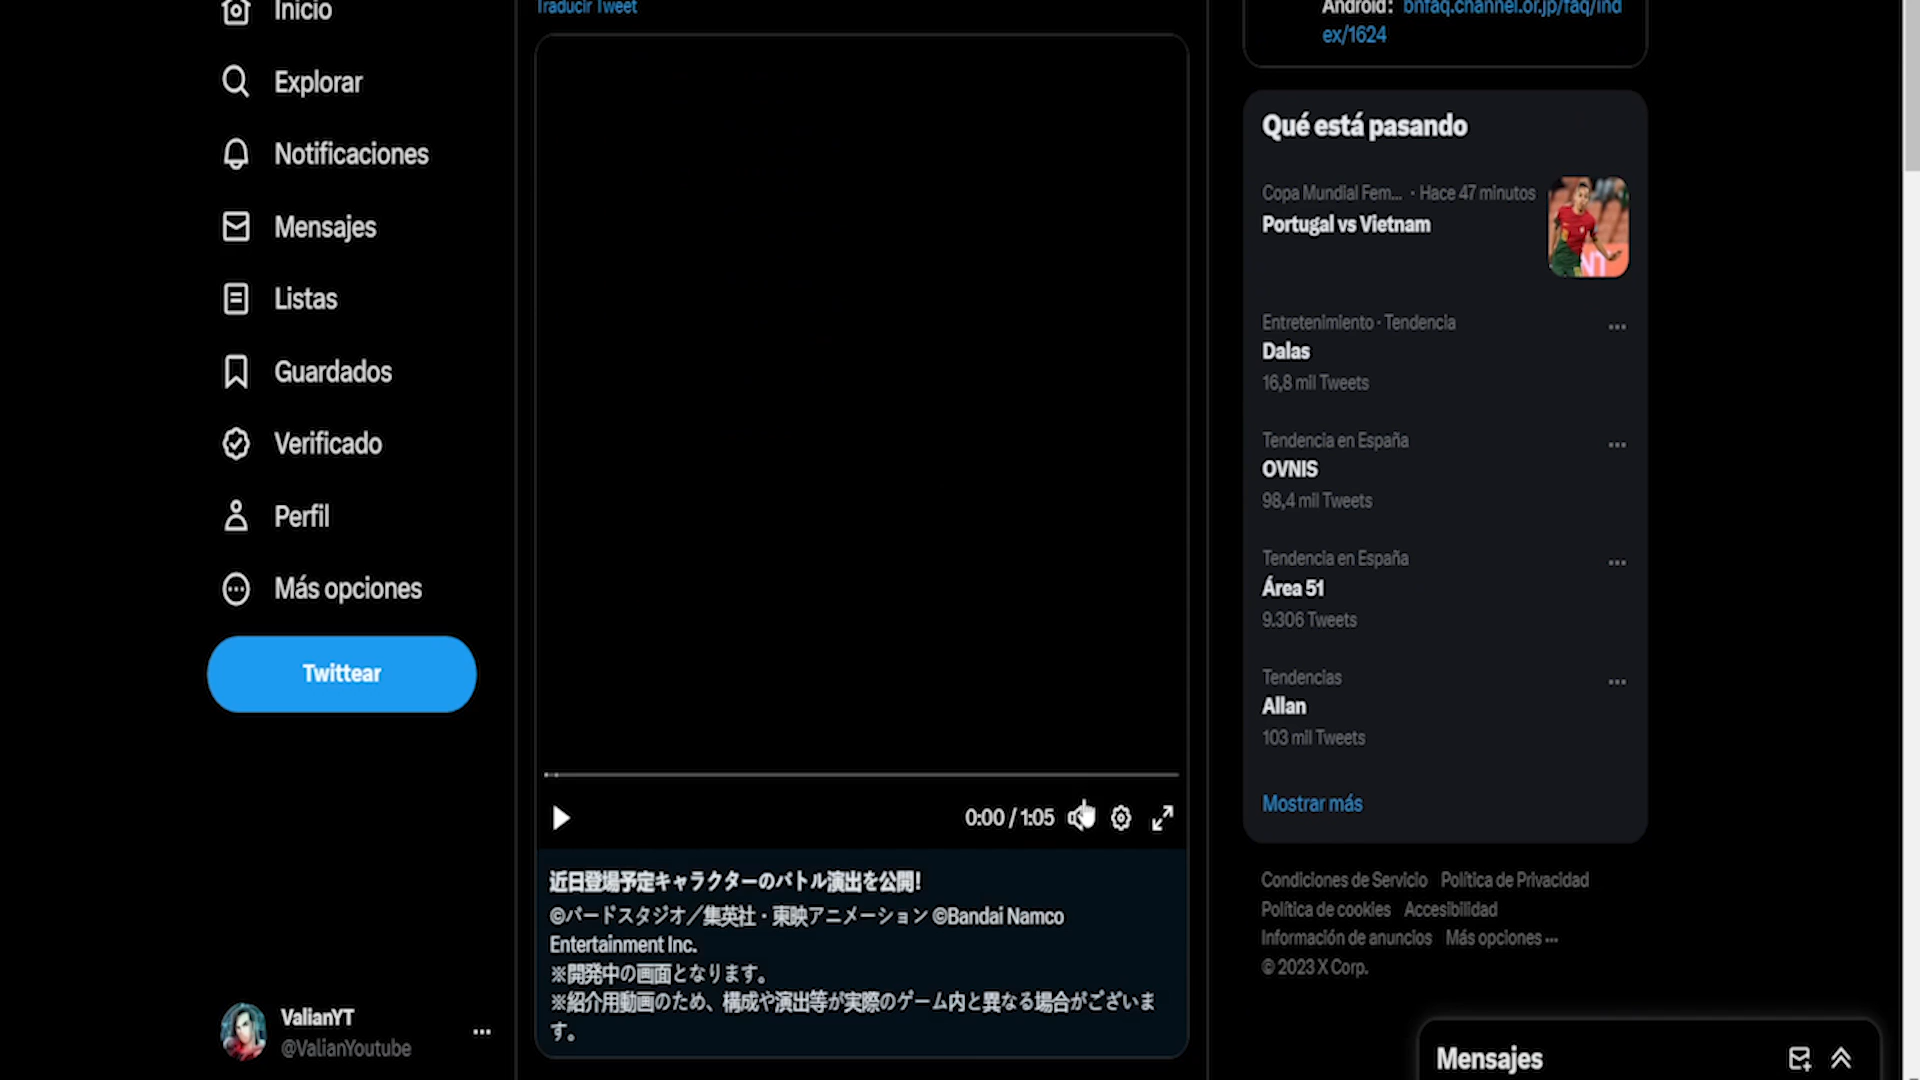 Inicio
Explorar
Notificaciones
Mensajes
Listas
Guardados
Verificado
Perfil
Más opciones
Twittear
ValianYT
@ValianYoutube
Traducir Tweet
0:00 / 1:05
近日登場予定キャラクターのバトル演出を公開!
©バードスタジオ／集英社・東映アニメーション ©Bandai Namco
Entertainment Inc.
※開発中の画面となります。
※紹介用動画のため、構成や演出等が実際のゲーム内と異なる場合がございま
す。
Android： bnfaq.channel.or.jp/faq/ind
ex/1624
Qué está pasando
Copa Mundial Fem... · Hace 47 minutos
Portugal vs Vietnam
Entretenimiento · Tendencia
Dalas
16,8 mil Tweets
Tendencia en España
OVNIS
98,4 mil Tweets
Tendencia en España
Área 51
9.306 Tweets
Tendencias
Allan
103 mil Tweets
Mostrar más
Condiciones de Servicio Política de Privacidad
Política de cookies Accesibilidad
Información de anuncios Más opciones ···
© 2023 X Corp.
Mensajes